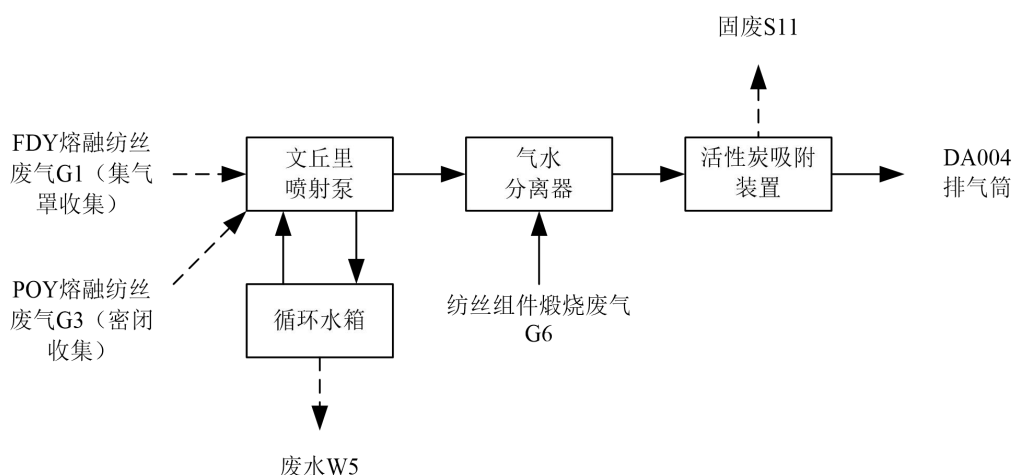 固废S11
FDY熔融纺丝
废气G1（集气
罩收集）
文丘里
喷射泵
气水
分离器
活性炭吸附
装置
DA004
排气筒
POY熔融纺丝
废气G3（密闭
收集）
循环水箱
纺丝组件煅烧废气
G6
废水W5